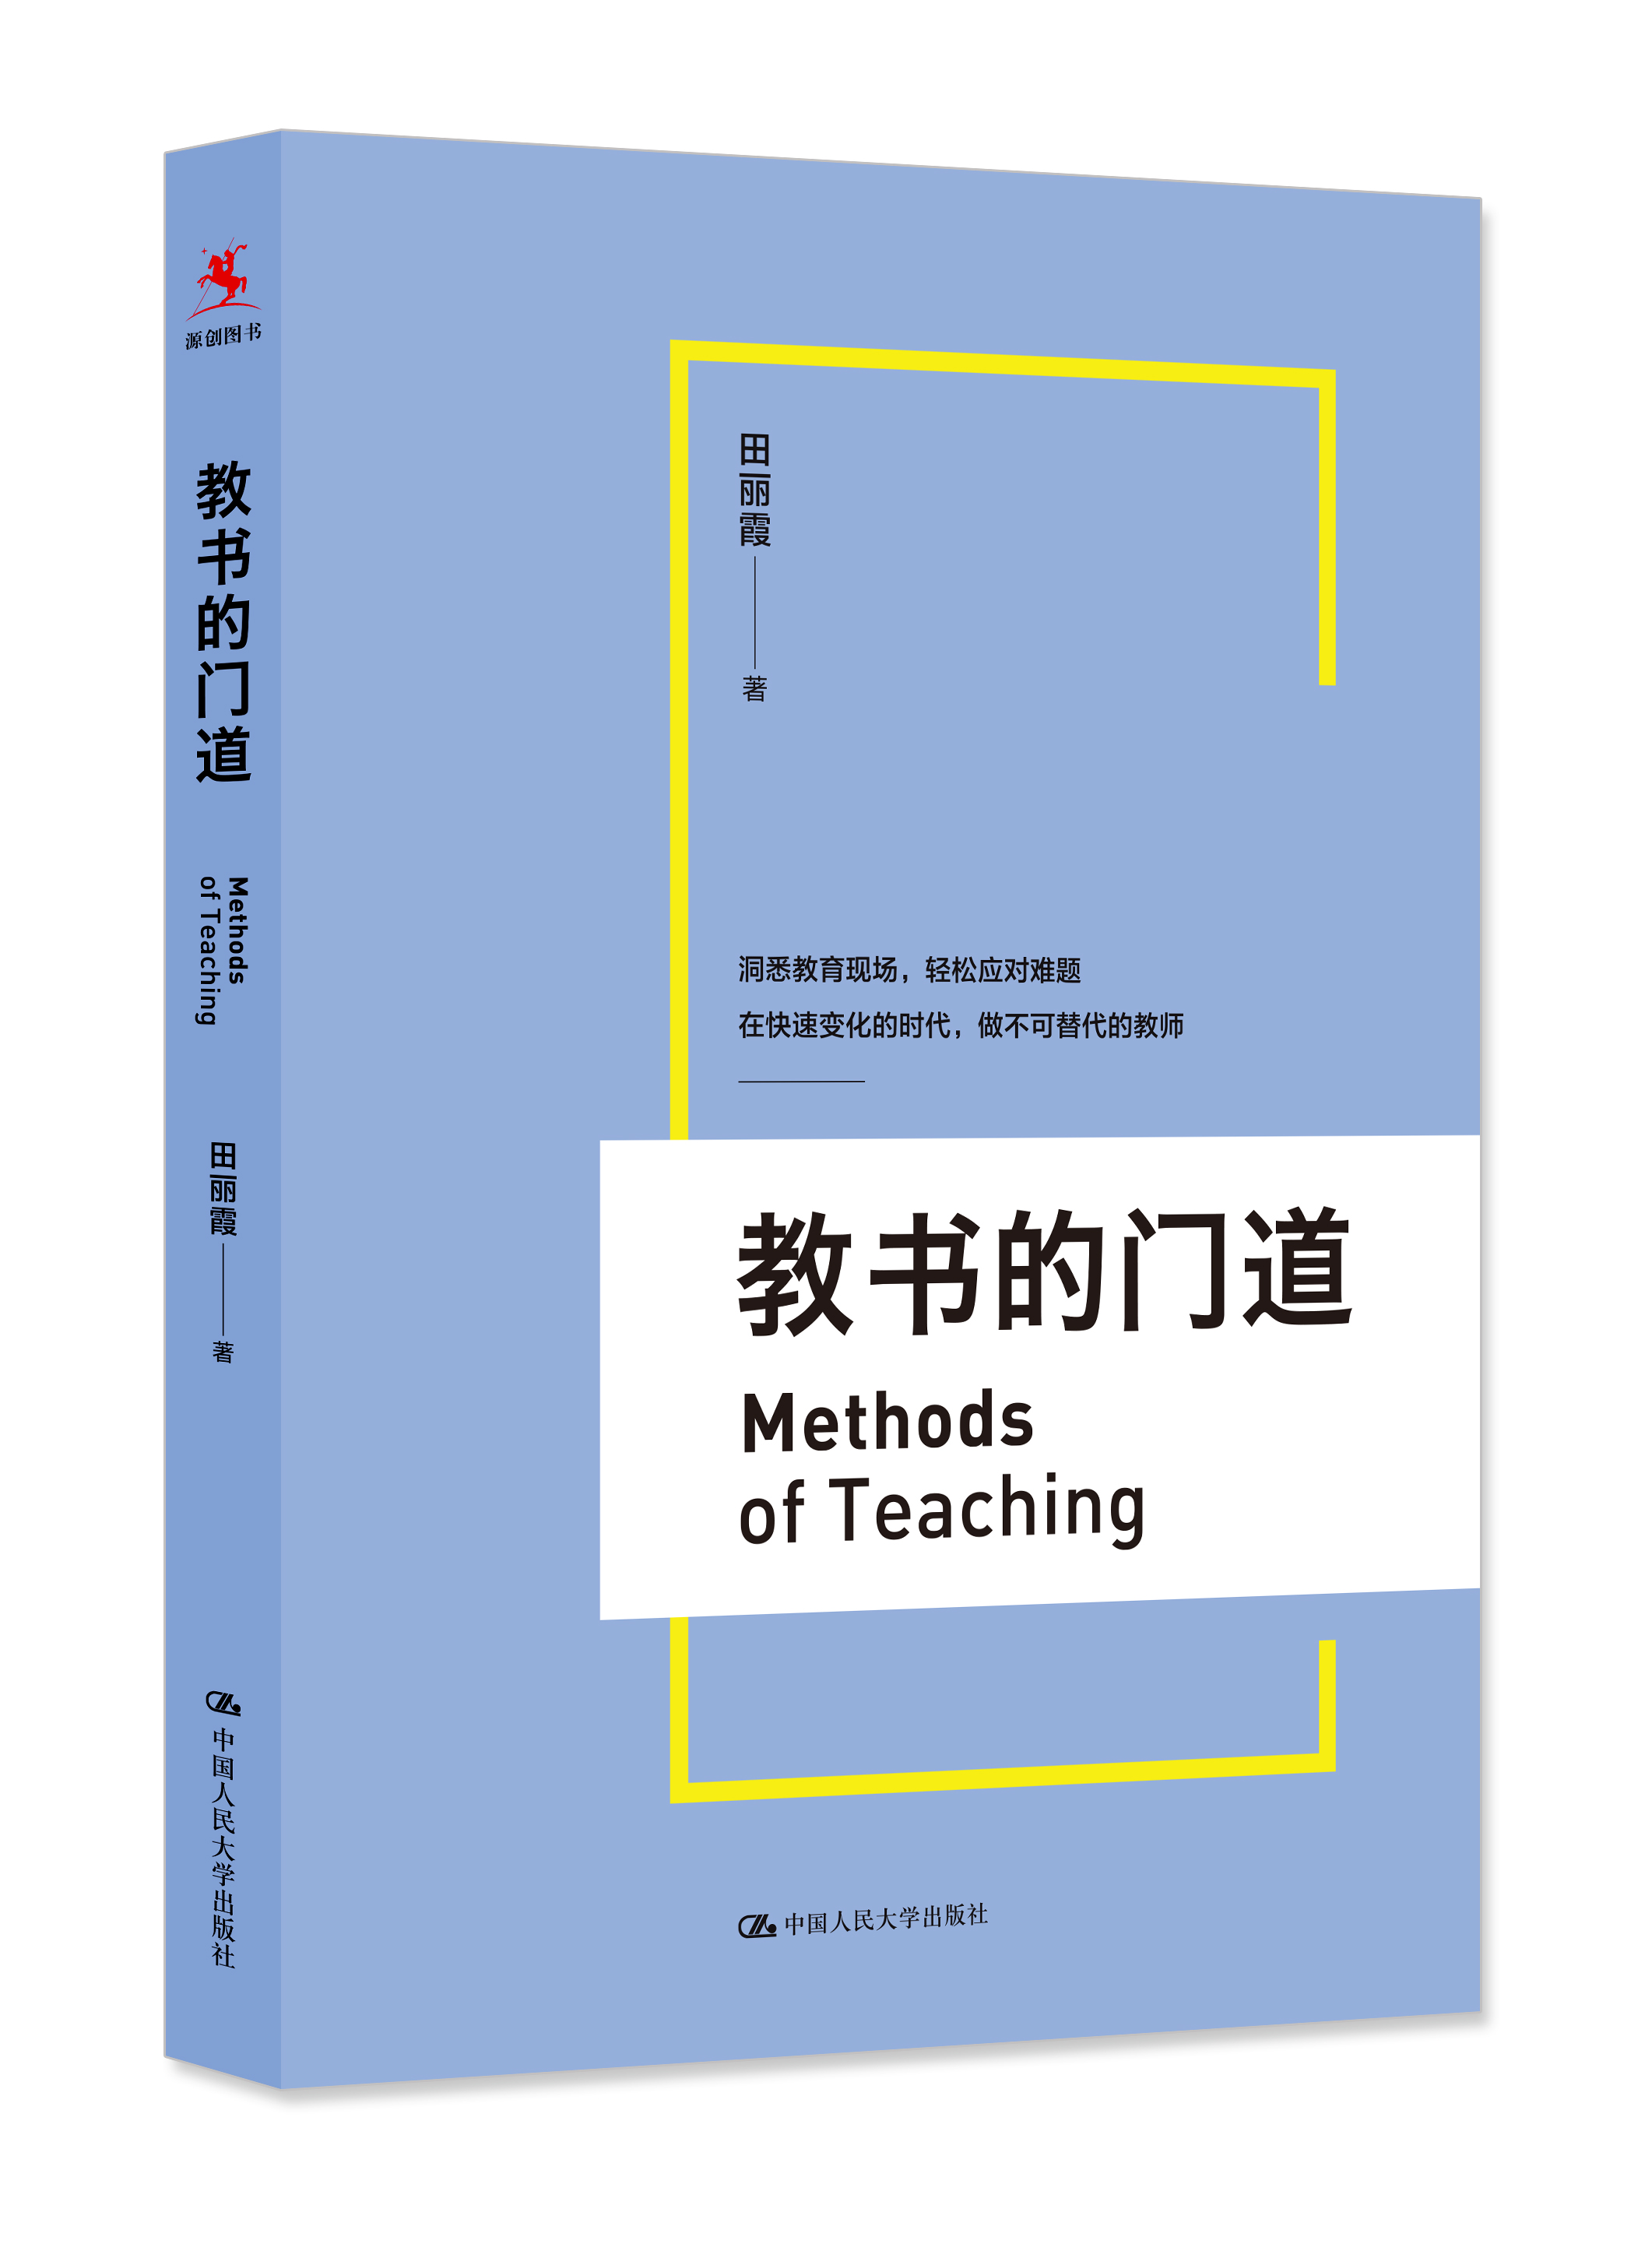 源创图书
教书的门道
Methods
of Teaching
田丽霞 著
中国人民大学出版社
田丽霞 著
洞悉教育现场，轻松应对难题
在快速变化的时代，做不可替代的教师
教书的门道
Methods
of Teaching
中国人民大学出版社